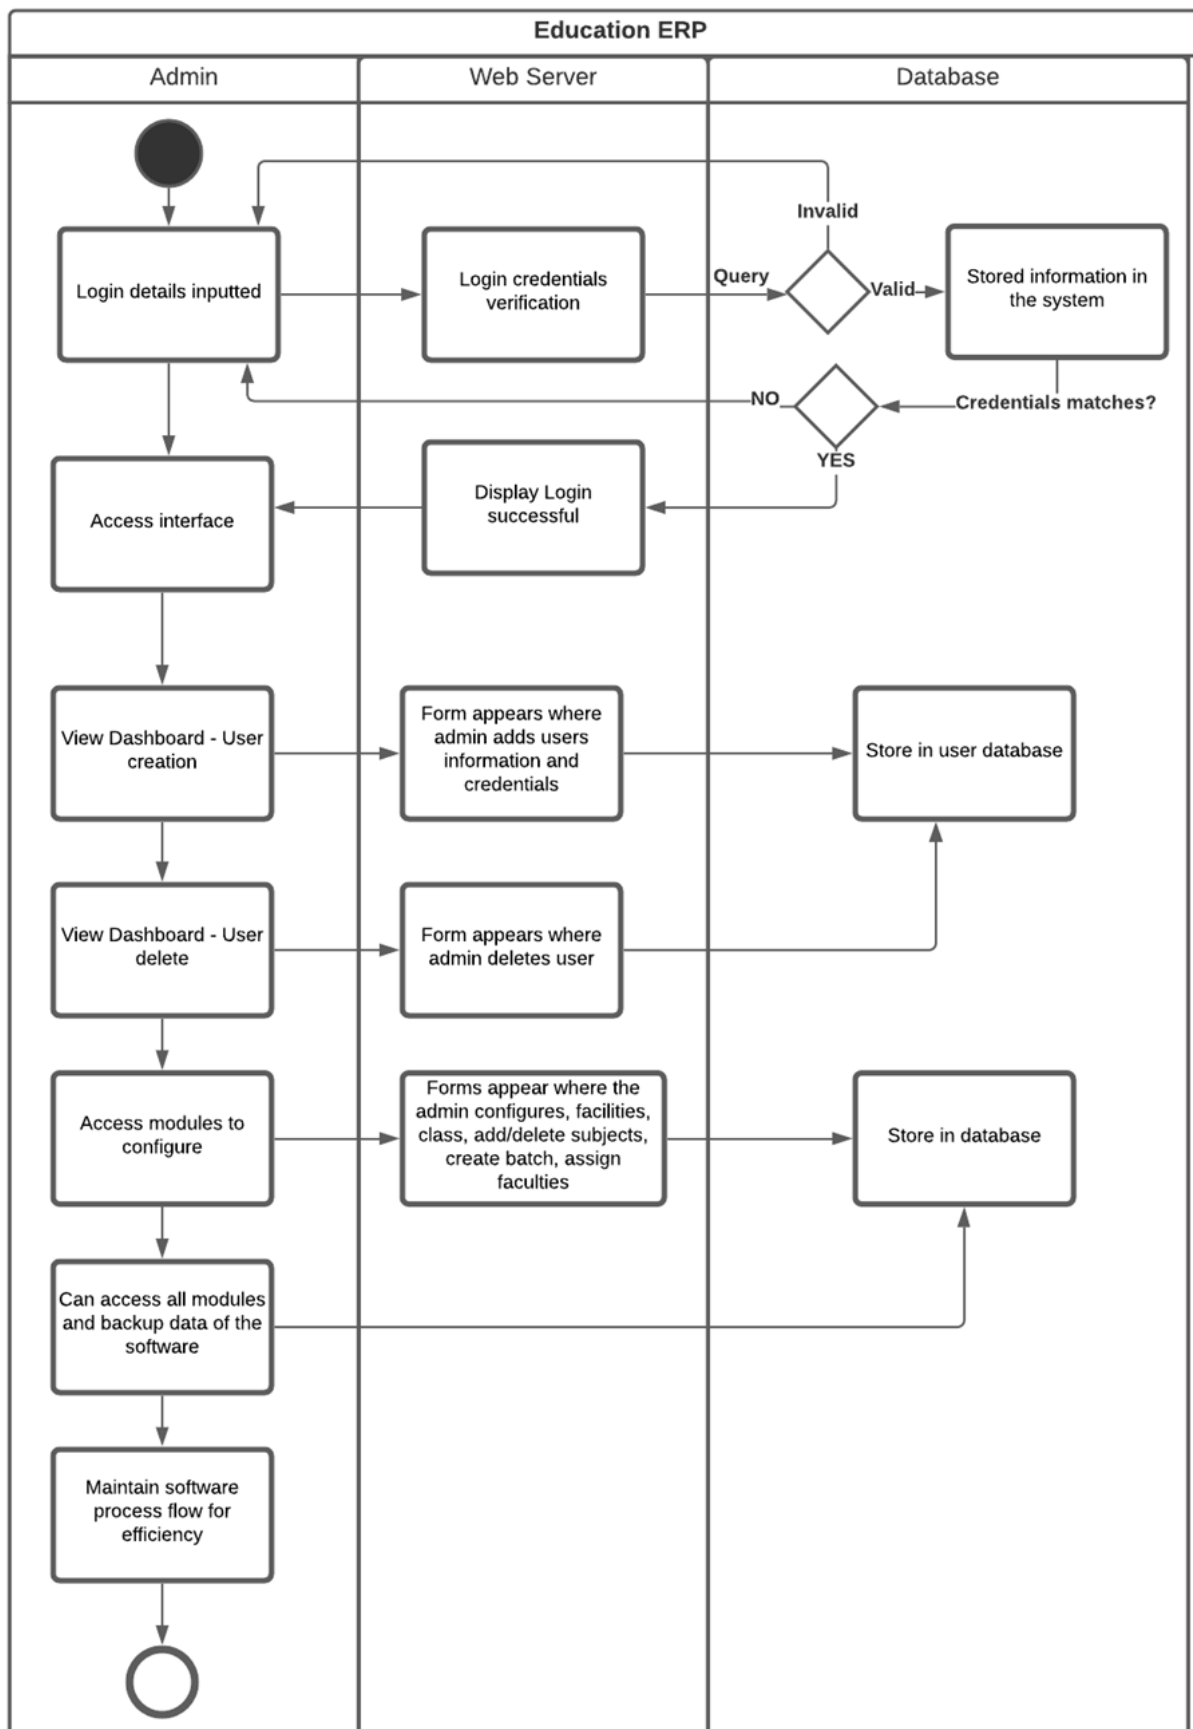 Education ERP
Admin
Web Server
Database
Invalid
Login details inputted
Login credentials
verification
Query
Valid
Stored information in
the system
NO
Credentials matches?
YES
Display Login
successful
Access interface
View Dashboard - User
creation
Form appears where
admin adds users
information and
credentials
Store in user database
View Dashboard - User
delete
Form appears where
admin deletes user
Access modules to
configure
Forms appear where the
admin configures, facilities,
class, add/delete subjects,
create batch, assign
faculties
Store in database
Can access all modules
and backup data of the
software
Maintain software
process flow for
efficiency